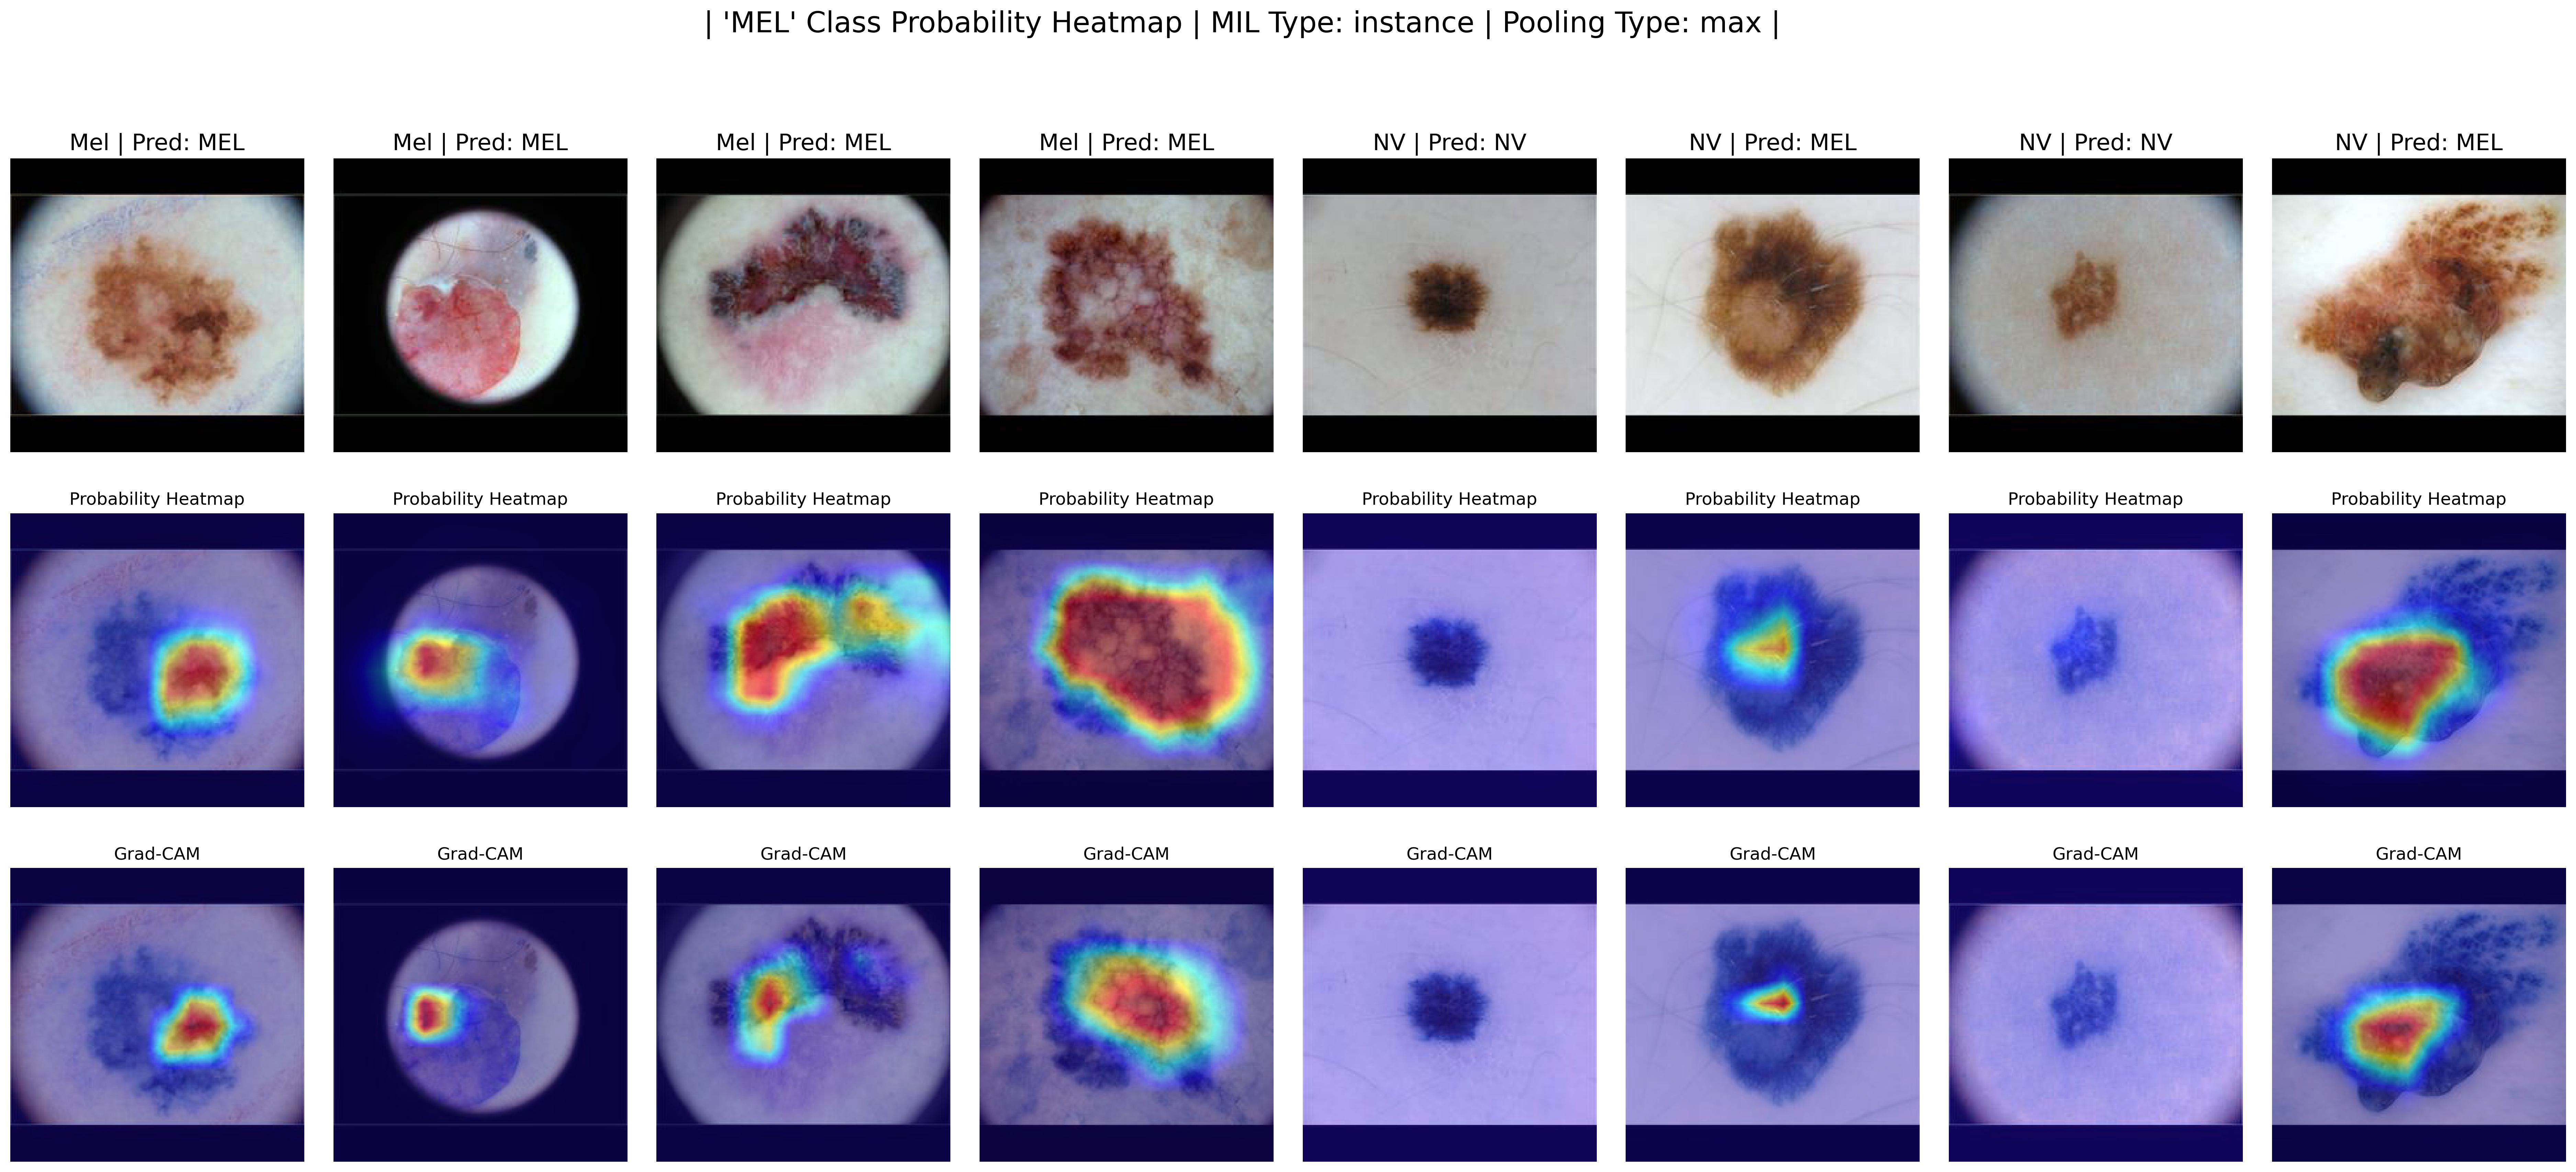 | 'MEL' Class Probability Heatmap | MIL Type: instance | Pooling Type: max |
Mel | Pred: MEL
Mel | Pred: MEL
Mel | Pred: MEL
Mel | Pred: MEL
NV | Pred: NV
NV | Pred: MEL
NV | Pred: NV
NV | Pred: MEL
Probability Heatmap
Probability Heatmap
Probability Heatmap
Probability Heatmap
Probability Heatmap
Probability Heatmap
Probability Heatmap
Probability Heatmap
Grad-CAM
Grad-CAM
Grad-CAM
Grad-CAM
Grad-CAM
Grad-CAM
Grad-CAM
Grad-CAM